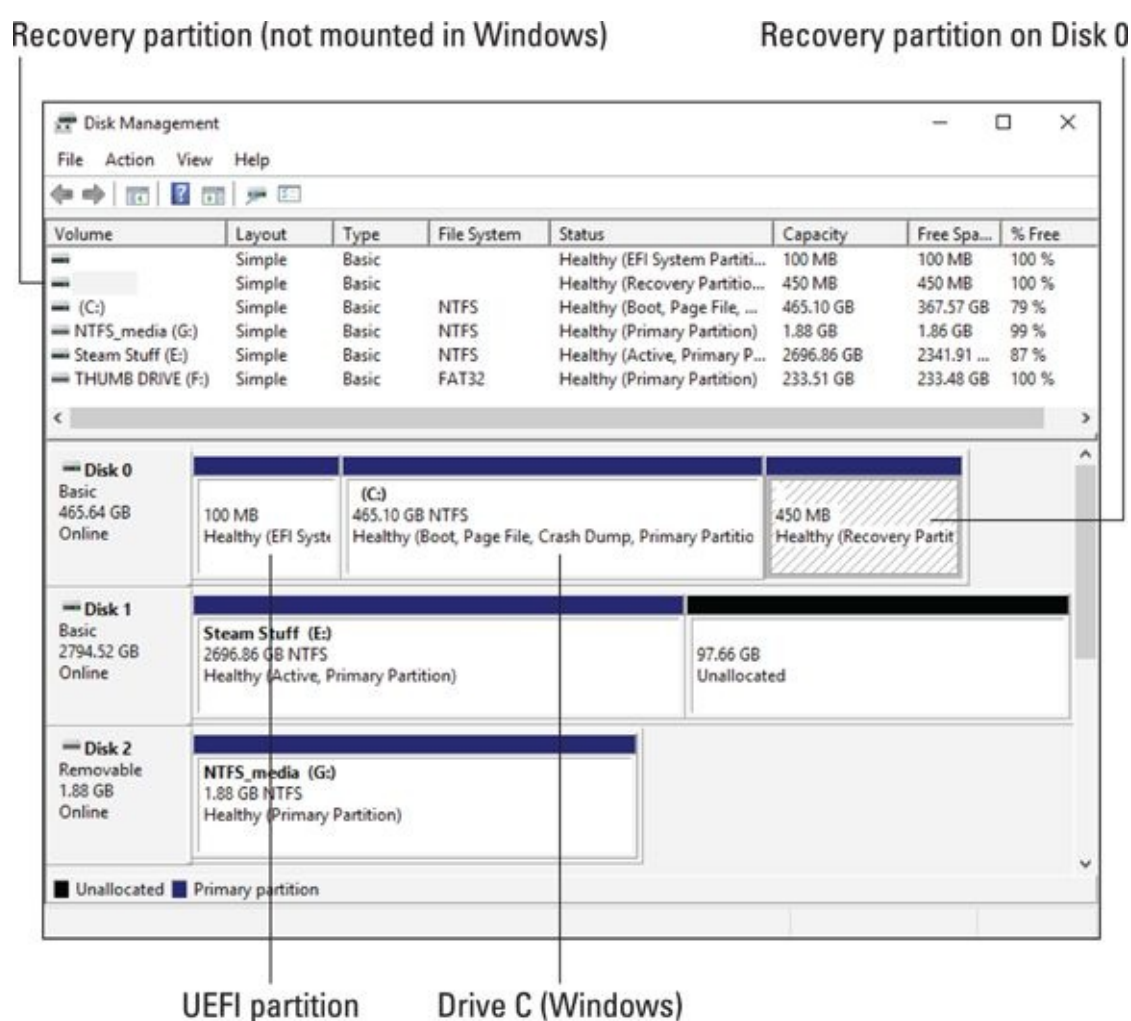 Recovery partition (not mounted in Windows)
Recovery partition on Disk 0
Disk Management
File Action View Help
Volume Layout Type File System Status Capacity Free Spa... % Free
Simple Basic Healthy (EFI System Partiti... 100 MB 100 MB 100 %
Simple Basic Healthy (Recovery Partitio... 450 MB 450 MB 100 %
(C:) Simple Basic NTFS Healthy (Boot, Page File, ... 465.10 GB 367.57 GB 79 %
NTFS_media (G:) Simple Basic NTFS Healthy (Primary Partition) 1.88 GB 1.86 GB 99 %
Steam Stuff (E:) Simple Basic NTFS Healthy (Active, Primary P... 2696.86 GB 2341.91 ... 87 %
THUMB DRIVE (F:) Simple Basic FAT32 Healthy (Primary Partition) 233.51 GB 233.48 GB 100 %
Disk 0
Basic
465.64 GB
Online
100 MB
Healthy (EFI Syste
(C:)
465.10 GB NTFS
Healthy (Boot, Page File, Crash Dump, Primary Partitio
450 MB
Healthy (Recovery Partit
Disk 1
Basic
2794.52 GB
Online
Steam Stuff (E:)
2696.86 GB NTFS
Healthy (Active, Primary Partition)
97.66 GB
Unallocated
Disk 2
Removable
1.88 GB
Online
NTFS_media (G:)
1.88 GB NTFS
Healthy (Primary Partition)
Unallocated Primary partition
UEFI partition
Drive C (Windows)